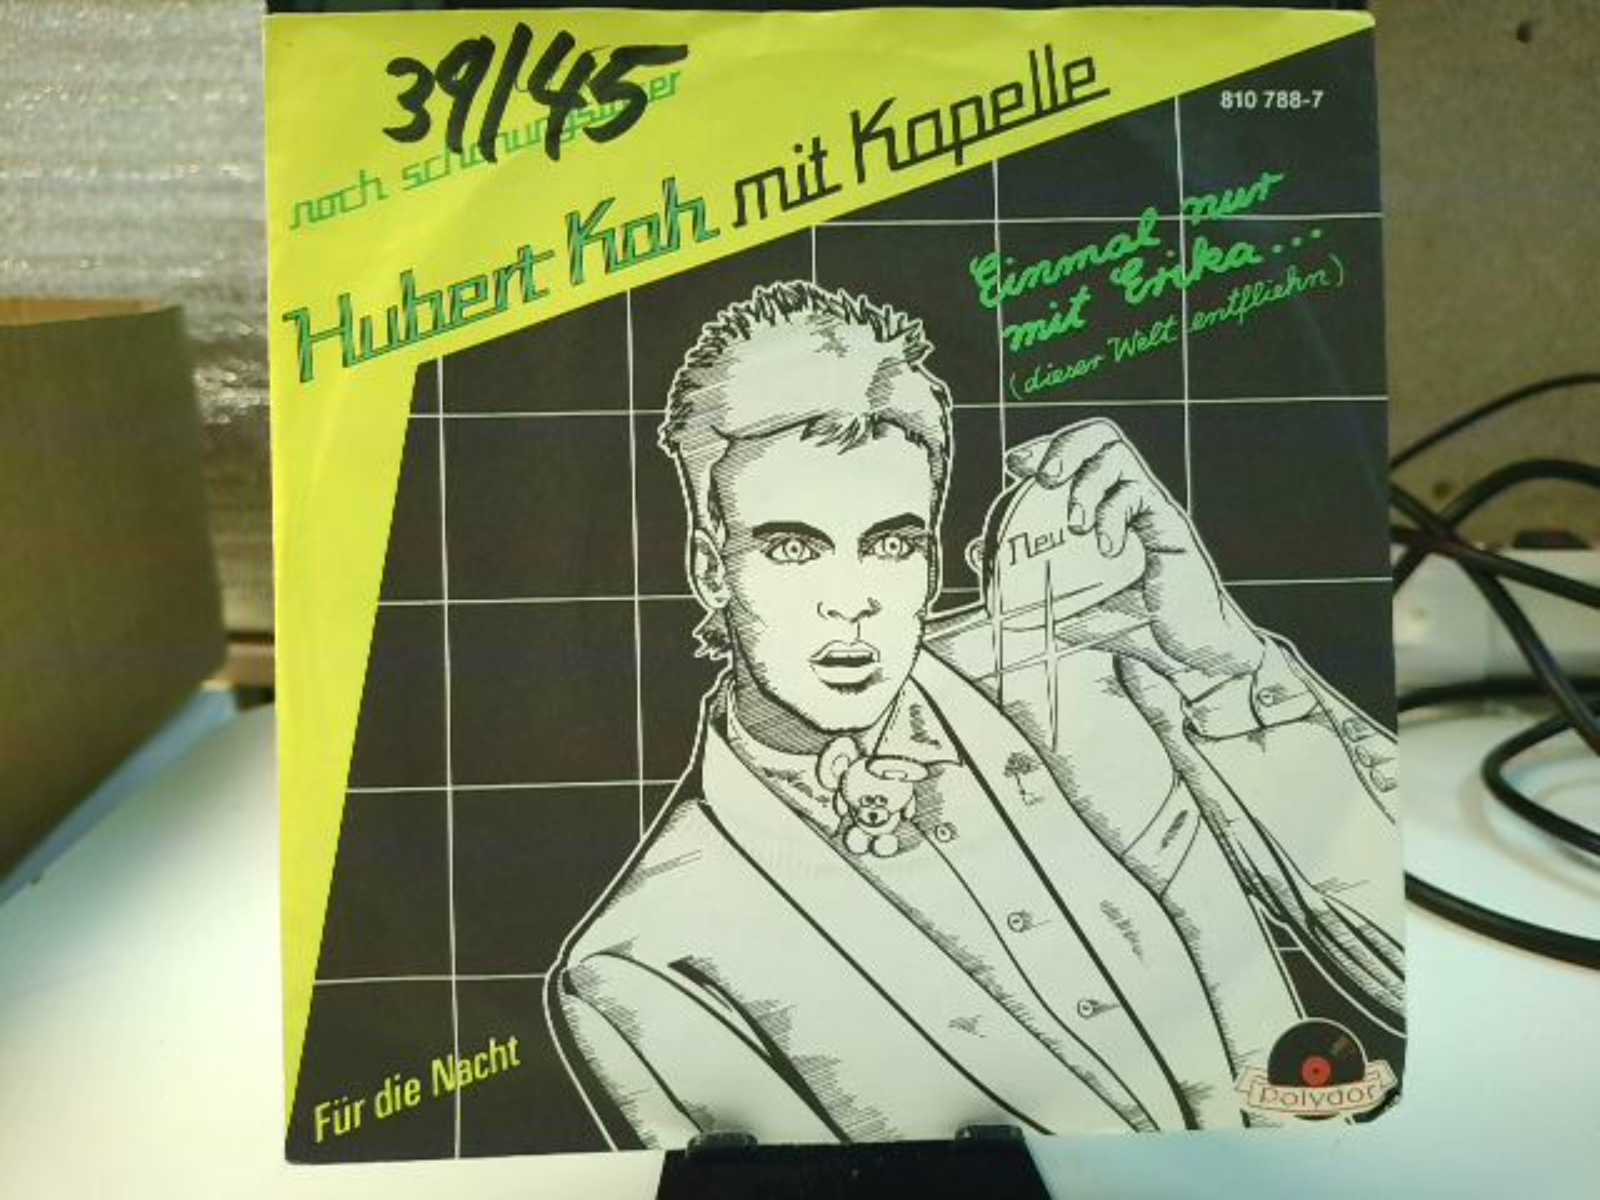 39/45
noch
Hubert Kah mit Kapelle
810 788-7
Einmal nur
mit Erika...
(dieser Welt entfliehn)
Neu
Für die Nacht
polydor